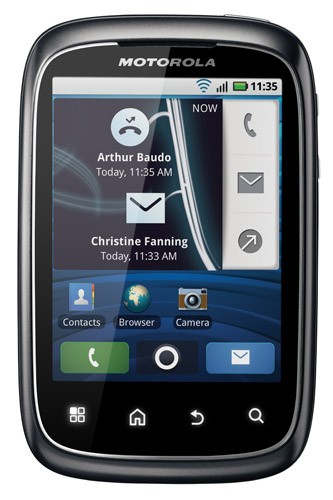 MOTOROLA
11:35
NOW
Arthur Baudo
Today, 11:35 AM
Christine Fanning
Today, 11:33 AM
Contacts
Browser
Camera